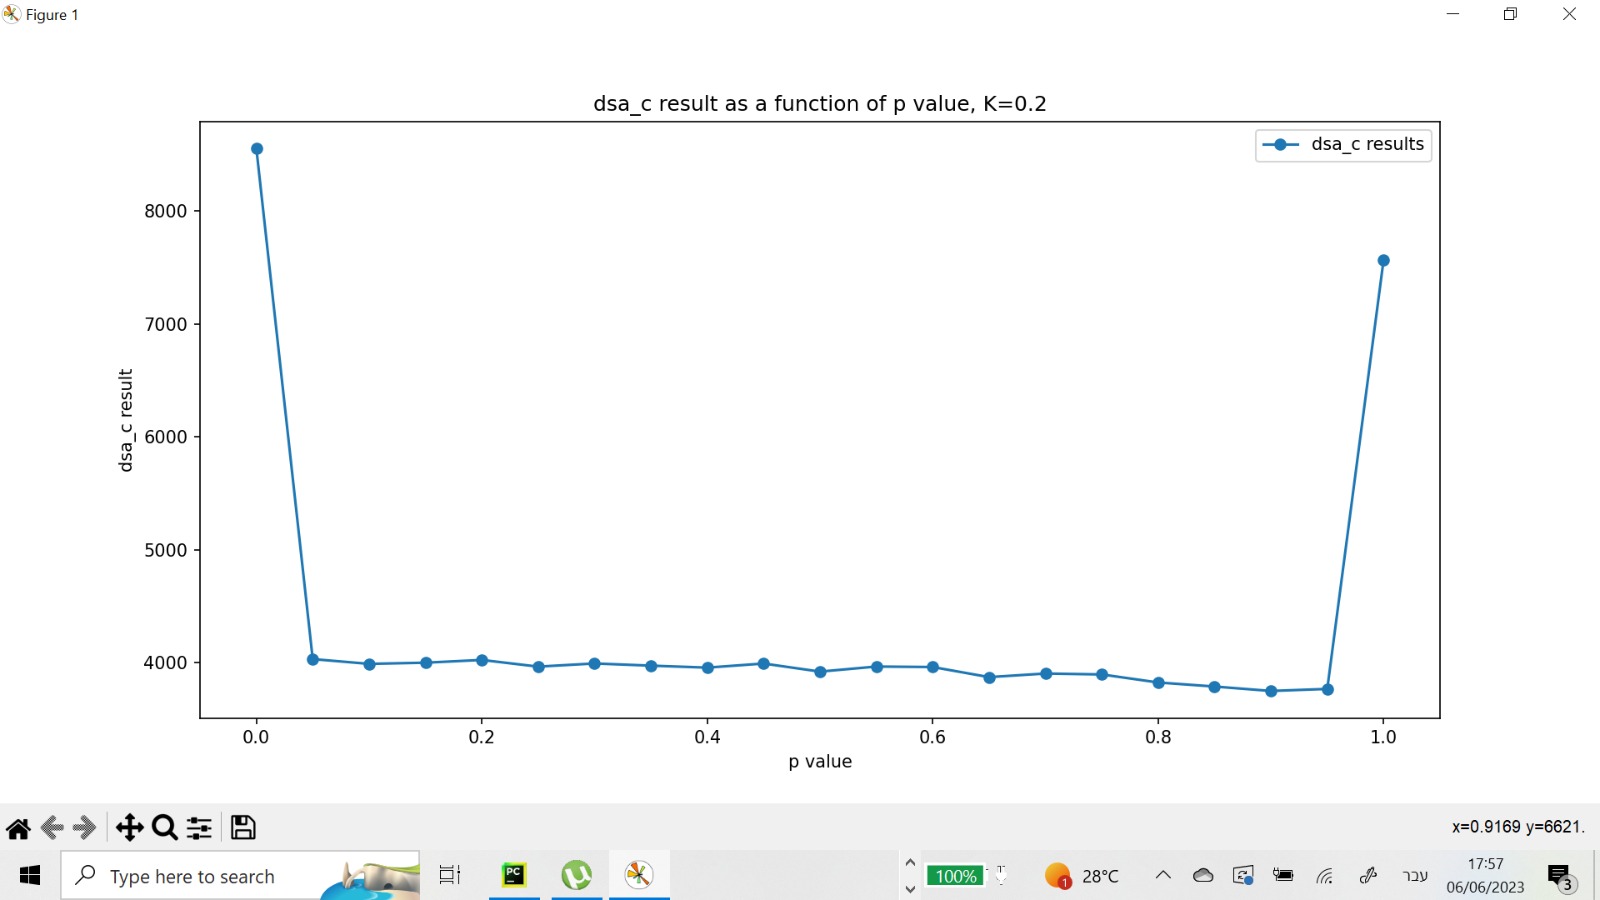 Figure 1
dsa_c result as a function of p value, K=0.2
dsa_c results
8000
7000
6000
5000
4000
dsa_c result
0.0 0.2 0.4 0.6 0.8 1.0
p value
x=0.9169 y=6621.
Type here to search
PC
100%
1
28°C
עבר
17:57
06/06/2023
3